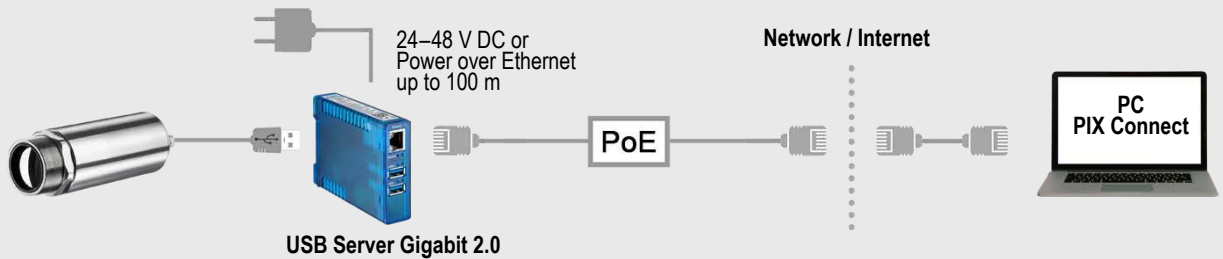 24–48 V DC or
Power over Ethernet
up to 100 m
Network / Internet
PoE
PC
PIX Connect
USB Server Gigabit 2.0